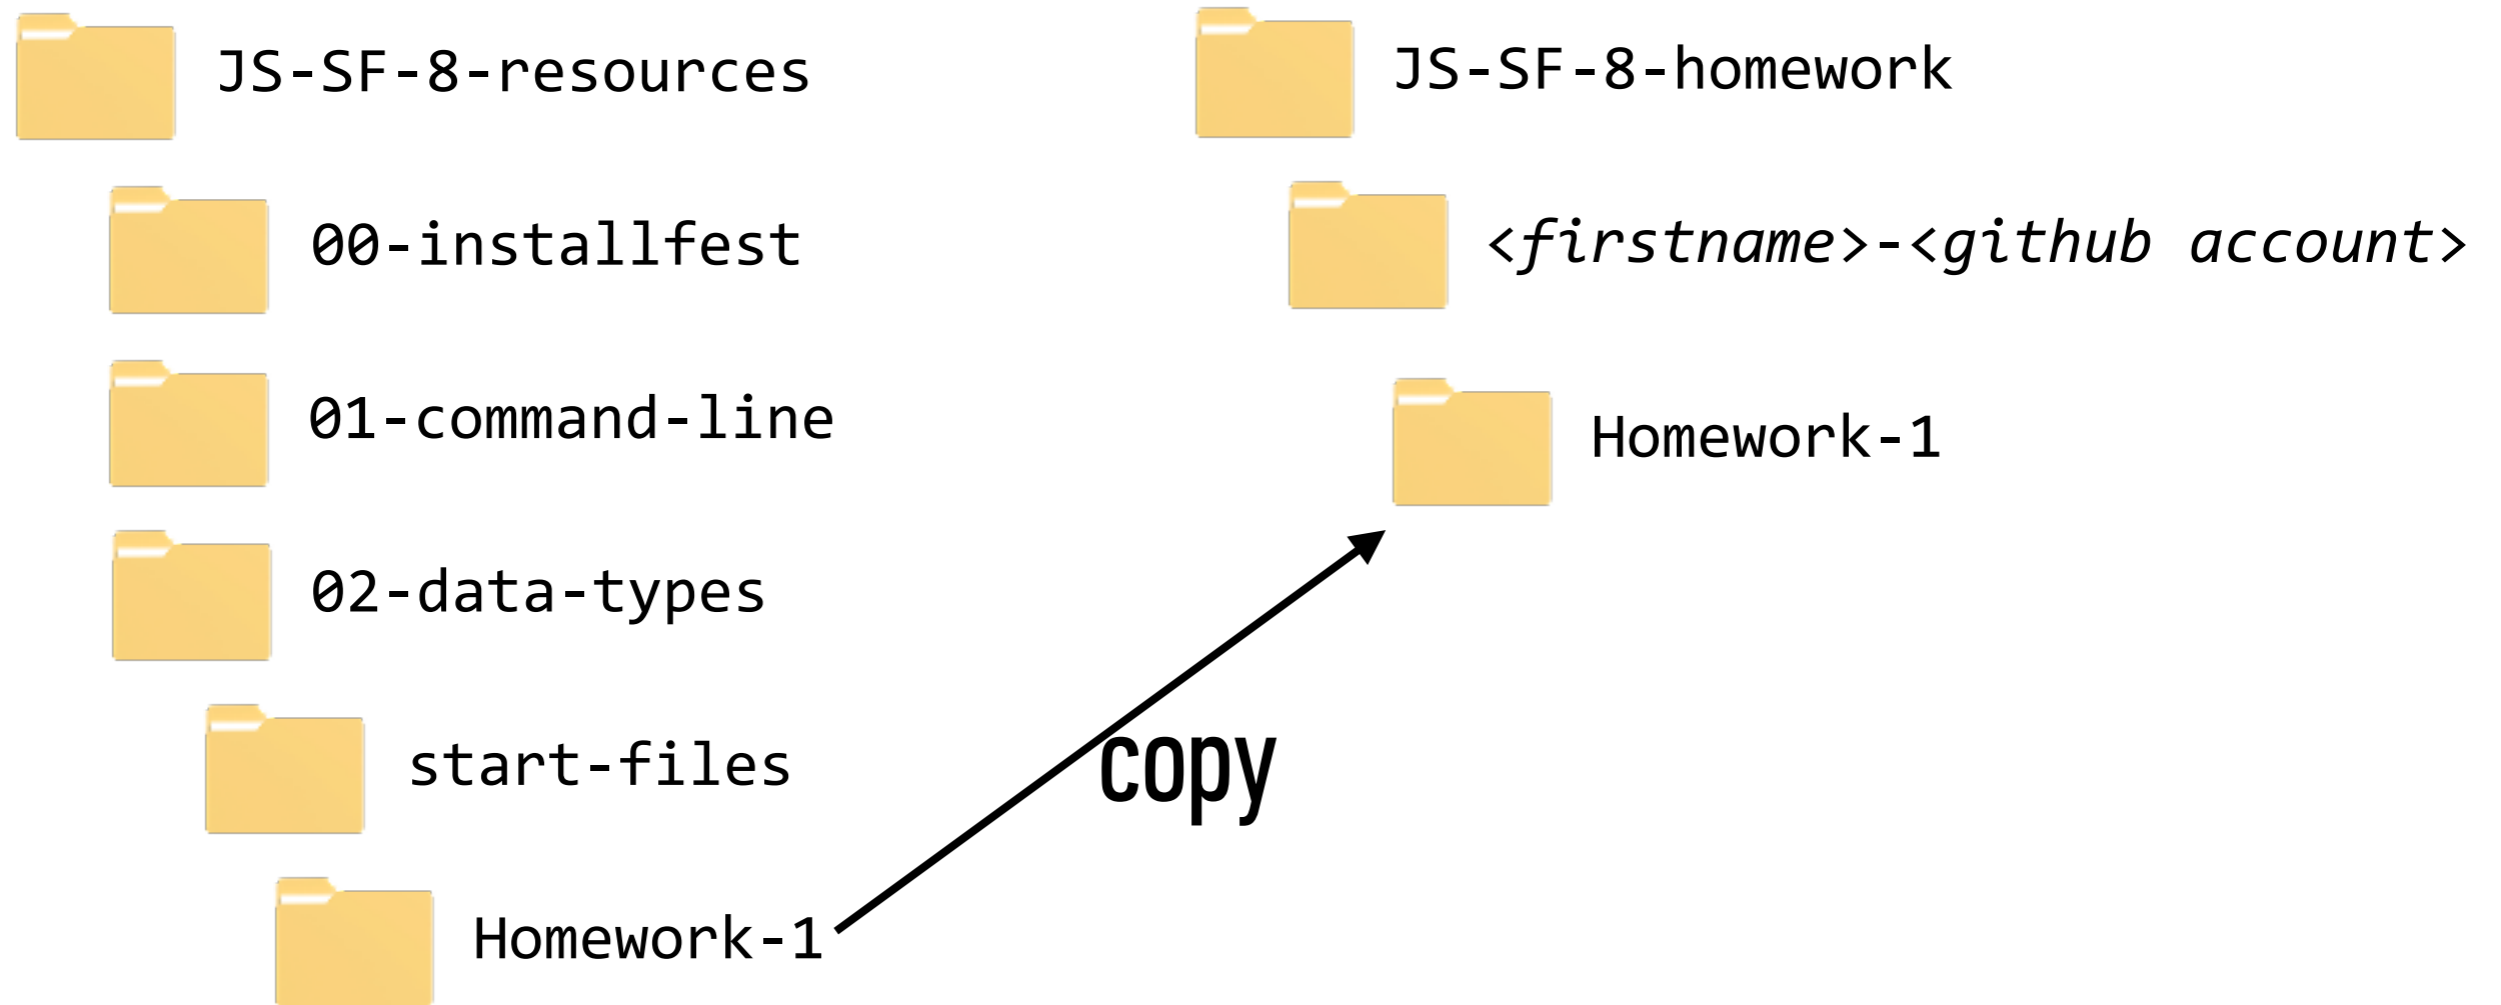 JS-SF-8-resources
00-installfest
01-command-line
02-data-types
start-files
Homework-1
copy
JS-SF-8-homework
<firstname>-<github account>
Homework-1